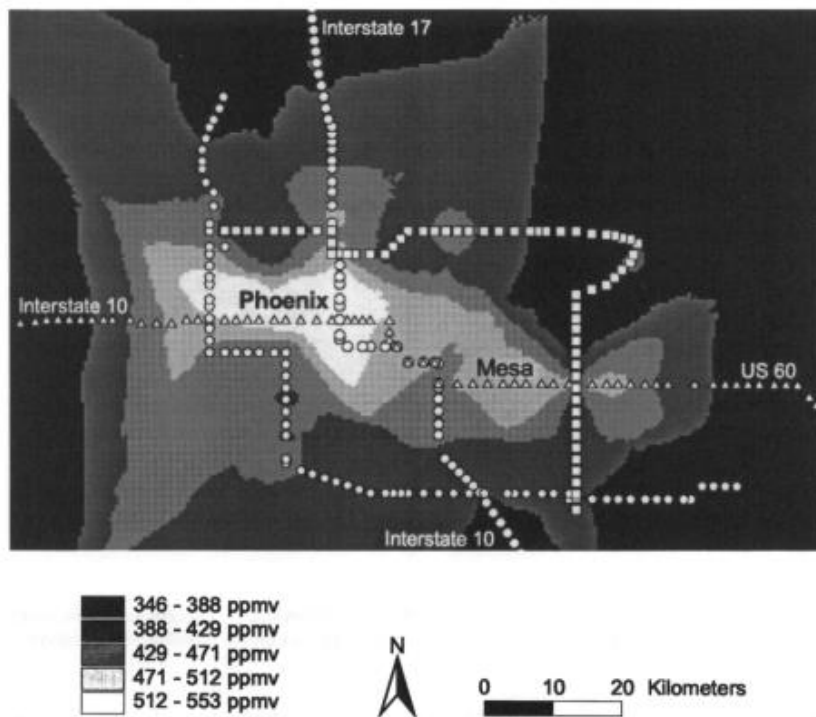 Interstate 17
Interstate 10
Phoenix
Mesa
US 60
Interstate 10
346 - 388 ppmv
388 - 429 ppmv
429 - 471 ppmv
471 - 512 ppmv
512 - 553 ppmv
N
0 10 20 Kilometers